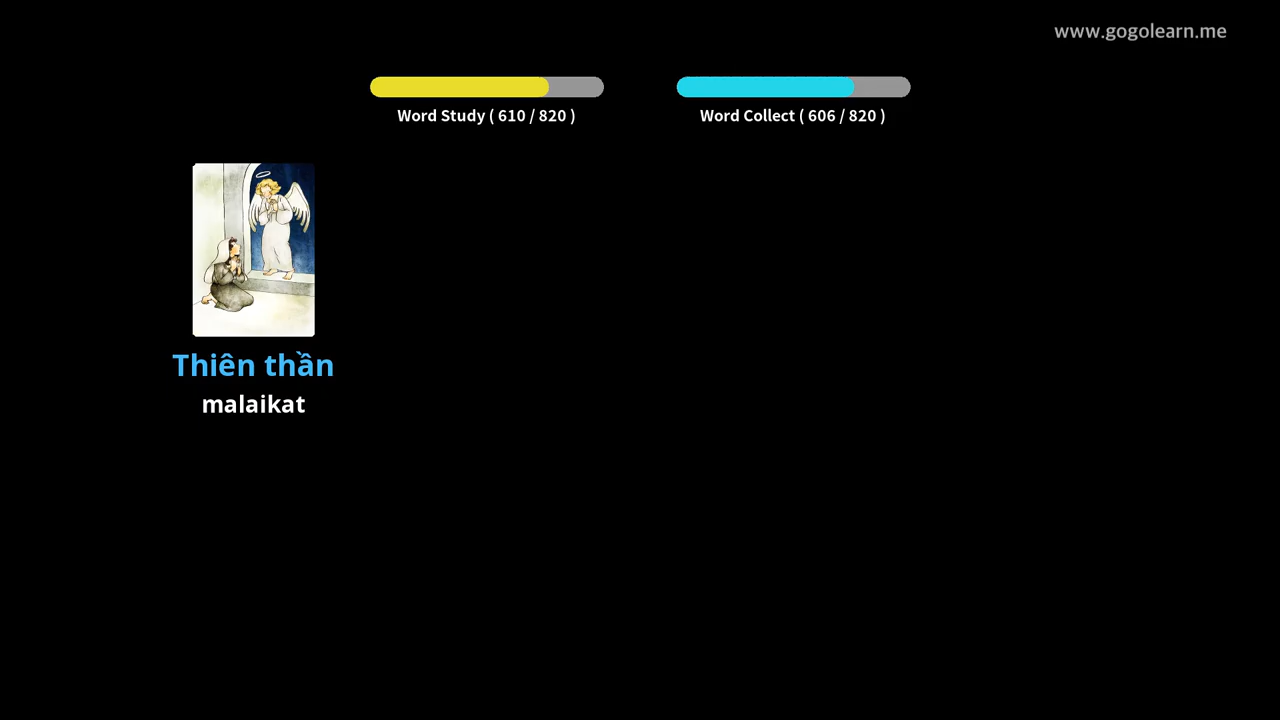 www.gogolearn.me
Word Study ( 610 / 820 )
Word Collect ( 606 / 820 )
Thiên thần
malaikat